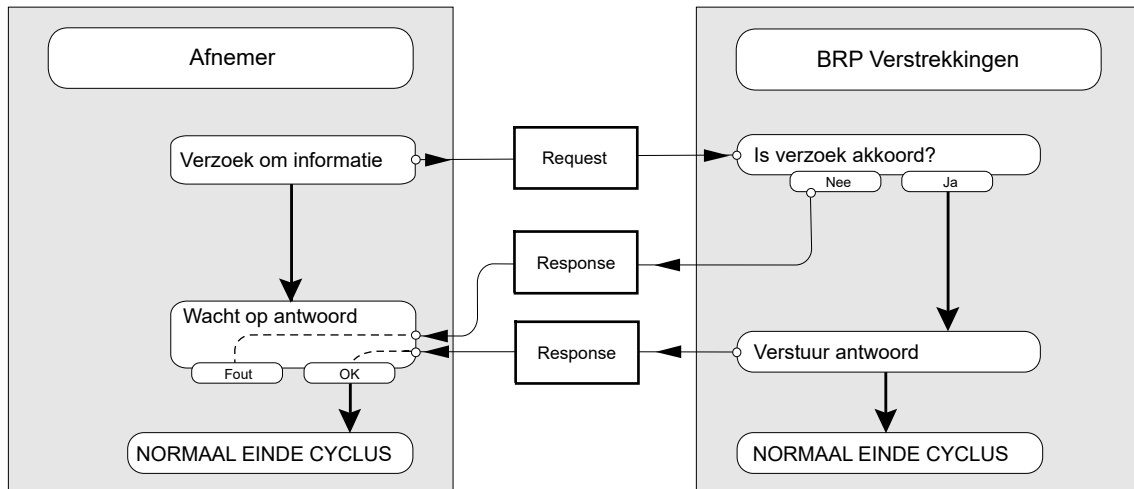 Afnemer
BRP Verstrekkingen
Verzoek om informatie
Request
Is verzoek akkoord?
Nee
Ja
Response
Wacht op antwoord
Response
Verstuur antwoord
Fout
OK
NORMAAL EINDE CYCLUS
NORMAAL EINDE CYCLUS